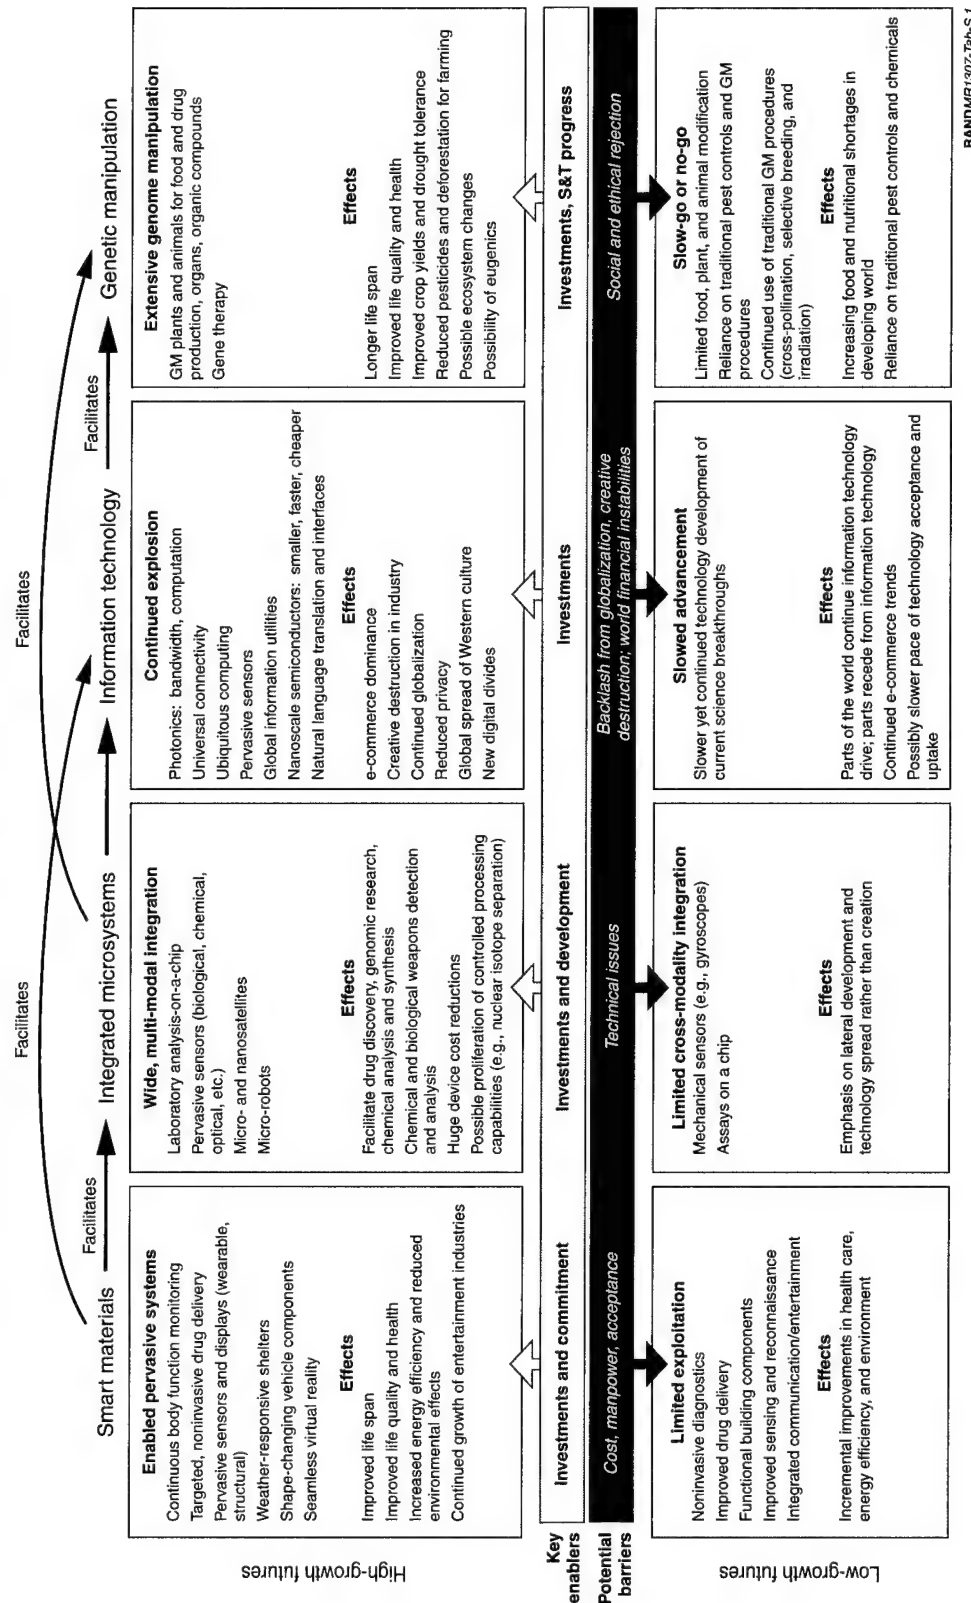 Facilitates
Facilitates
Smart materials
Facilitates
Integrated microsystems
Information technology
Facilitates
Genetic manipulation
High-growth futures
Enabled pervasive systems
Continuous body function monitoring
Targeted, noninvasive drug delivery
Pervasive sensors and displays (wearable,
structural)
Weather-responsive shelters
Shape-changing vehicle components
Seamless virtual reality
Effects
Improved life span
Improved life quality and health
Increased energy efficiency and reduced
environmental effects
Continued growth of entertainment industries
Wide, multi-modal integration
Laboratory analysis-on-a-chip
Pervasive sensors (biological, chemical,
optical, etc.)
Micro- and nanosatellites
Micro-robots
Effects
Facilitate drug discovery, genomic research,
chemical analysis and synthesis
Chemical and biological weapons detection
and analysis
Huge device cost reductions
Possible proliferation of controlled processing
capabilities (e.g., nuclear isotope separation)
Continued explosion
Photonics: bandwidth, computation
Universal connectivity
Ubiquitous computing
Pervasive sensors
Global information utilities
Nanoscale semiconductors: smaller, faster, cheaper
Natural language translation and interfaces
Effects
e-commerce dominance
Creative destruction in industry
Continued globalization
Reduced privacy
Global spread of Western culture
New digital divides
Extensive genome manipulation
GM plants and animals for food and drug
production, organs, organic compounds
Gene therapy
Effects
Longer life span
Improved life quality and health
Improved crop yields and drought tolerance
Reduced pesticides and deforestation for farming
Possible ecosystem changes
Possibility of eugenics
Key
enablers
Investments and commitment
Investments and development
Investments
Investments, S&T progress
Potential
barriers
Cost, manpower, acceptance
Technical issues
Backlash from globalization, creative
destruction; world financial instabilities
Social and ethical rejection
Low-growth futures
Limited exploitation
Noninvasive diagnostics
Improved drug delivery
Functional building components
Improved sensing and reconnaissance
Integrated communication/entertainment
Effects
Incremental improvements in health care,
energy efficiency, and environment
Limited cross-modality integration
Mechanical sensors (e.g., gyroscopes)
Assays on a chip
Effects
Emphasis on lateral development and
technology spread rather than creation
Slowed advancement
Slower yet continued technology development of
current science breakthroughs
Effects
Parts of the world continue information technology
drive; parts recede from information technology
Continued e-commerce trends
Possibly slower pace of technology acceptance and
uptake
Slow-go or no-go
Limited food, plant, and animal modification
Reliance on traditional pest controls and GM
procedures
Continued use of traditional GM procedures
(cross-pollination, selective breeding, and
irradiation)
Effects
Increasing food and nutritional shortages in
developing world
Reliance on traditional pest controls and chemicals
RANDMR1307-Tab-S.1